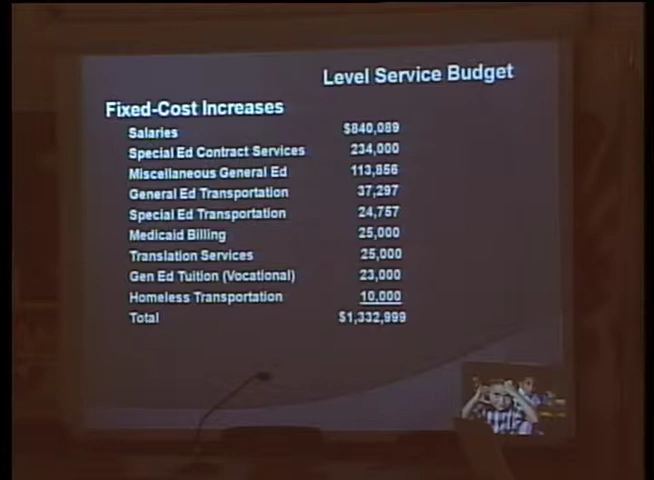 Level Service Budget
Fixed-Cost Increases
Salaries $840,089
Special Ed Contract Services 234,000
Miscellaneous General Ed 113,856
General Ed Transportation 37,297
Special Ed Transportation 24,757
Medicaid Billing 25,000
Translation Services 25,000
Gen Ed Tuition (Vocational) 23,000
Homeless Transportation 10,000
Total $1,332,999